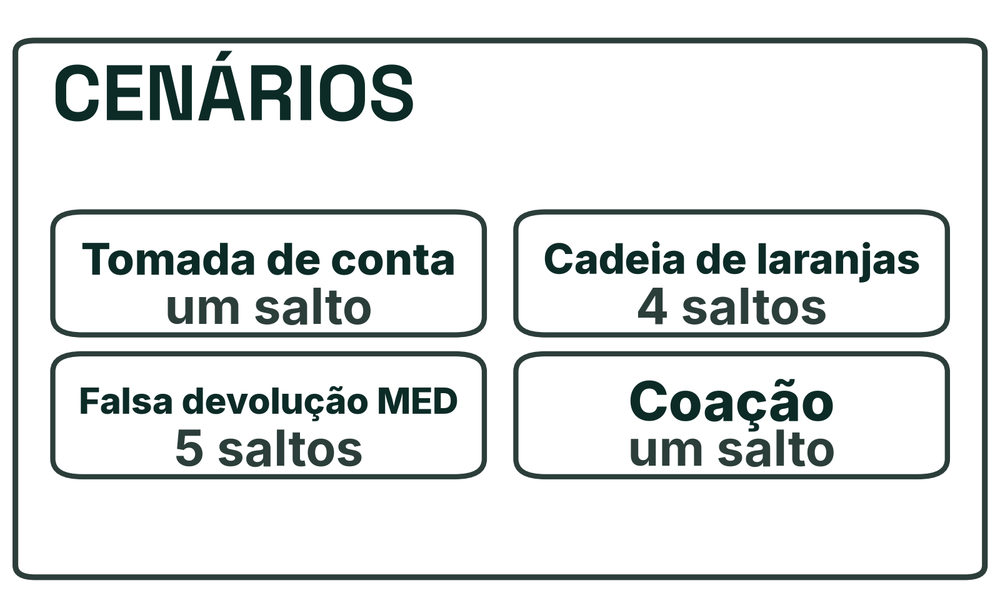 CENÁRIOS
Tomada de conta
um salto
Cadeia de laranjas
4 saltos
Falsa devolução MED
5 saltos
Coação
um salto